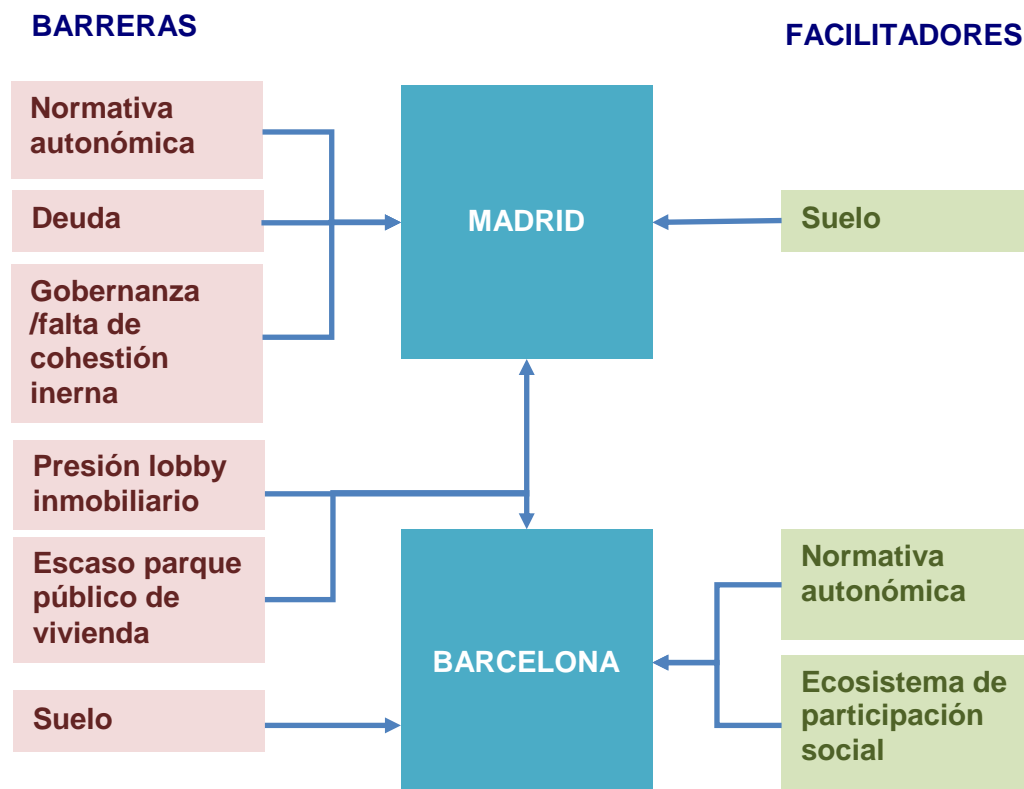 BARRERAS
FACILITADORES
Normativa
autonómica
Deuda
Gobernanza
/falta de
cohestión
inerna
Presión lobby
inmobiliario
Escaso parque
público de
vivienda
Suelo
MADRID
BARCELONA
Suelo
Normativa
autonómica
Ecosistema de
participación
social